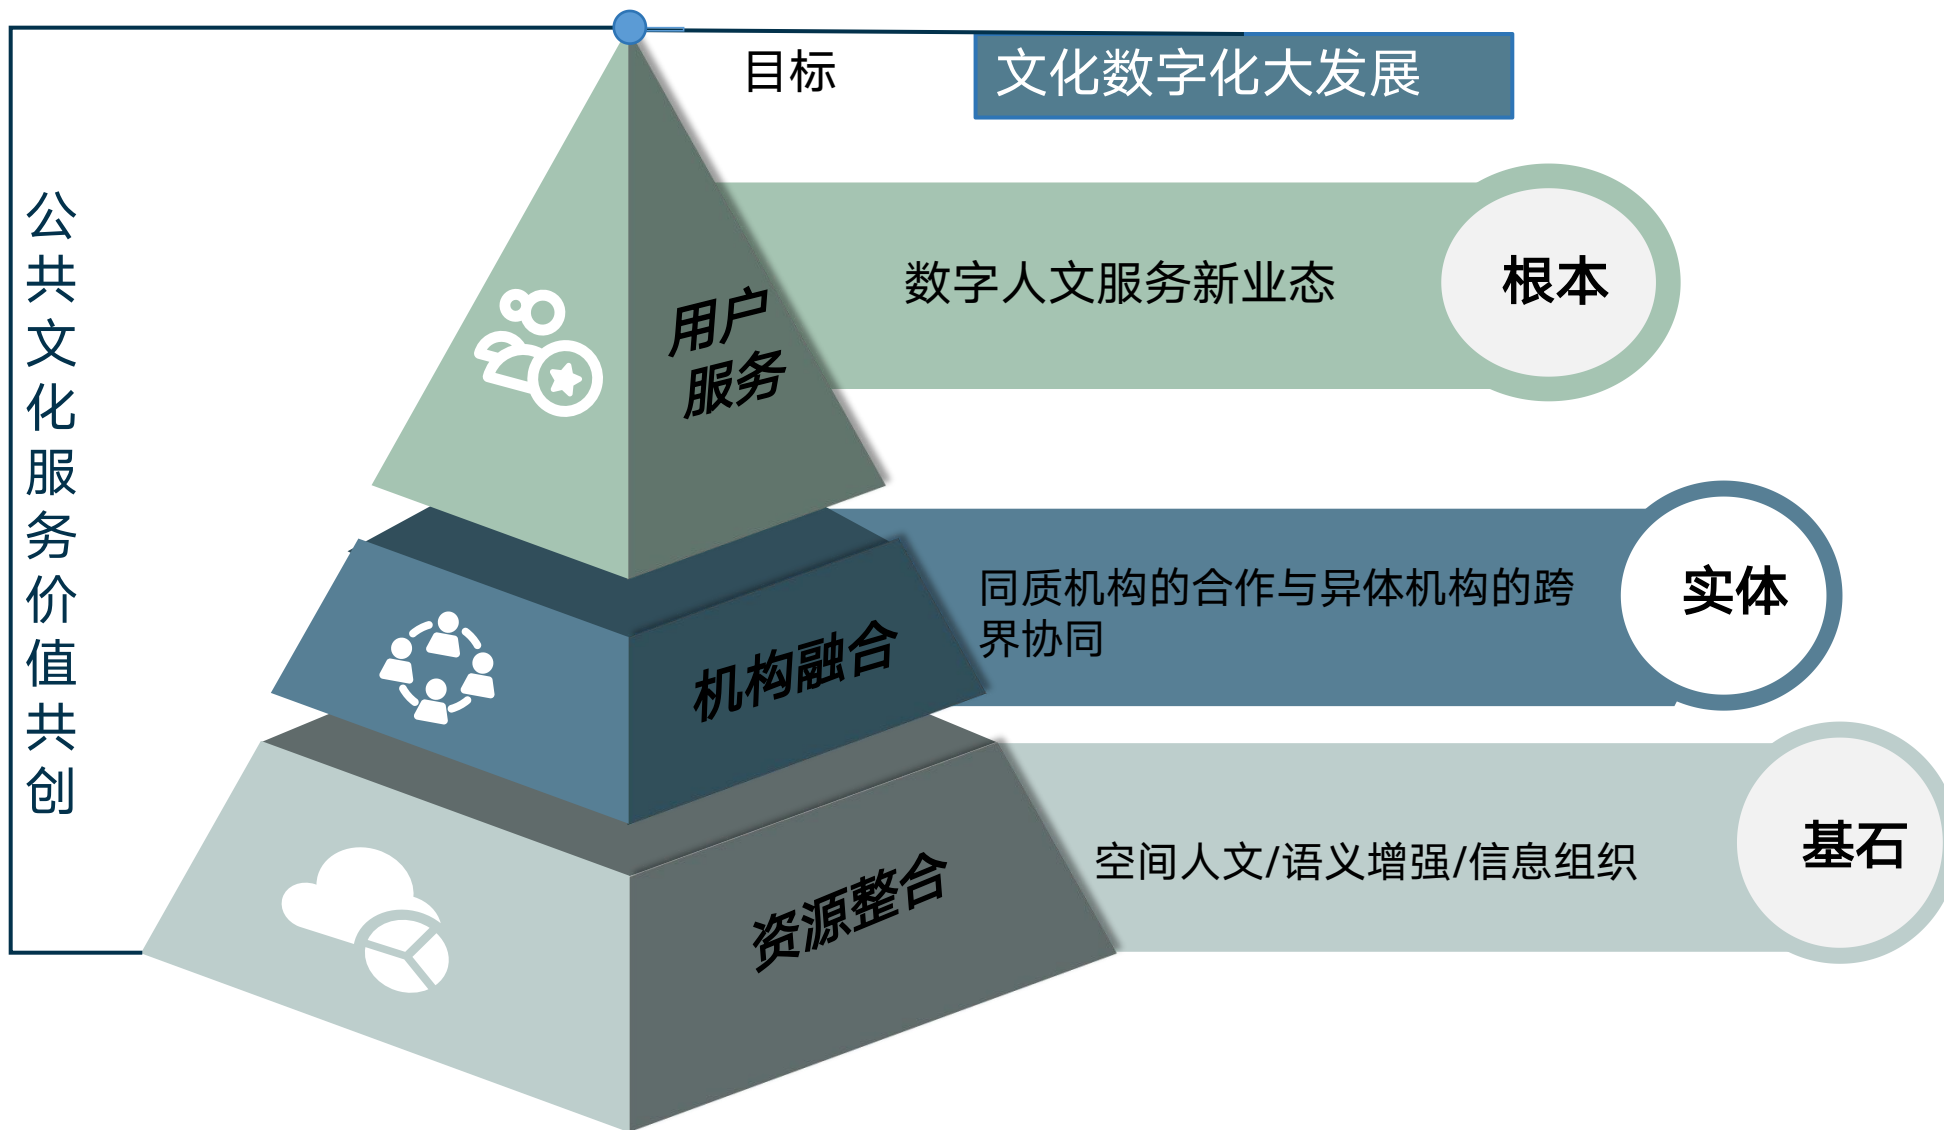 目标
文化数字化大发展
公共文化服务价值共创
用户
服务
数字人文服务新业态
根本
机构融合
同质机构的合作与异体机构的跨
界协同
实体
资源整合
空间人文/语义增强/信息组织
基石